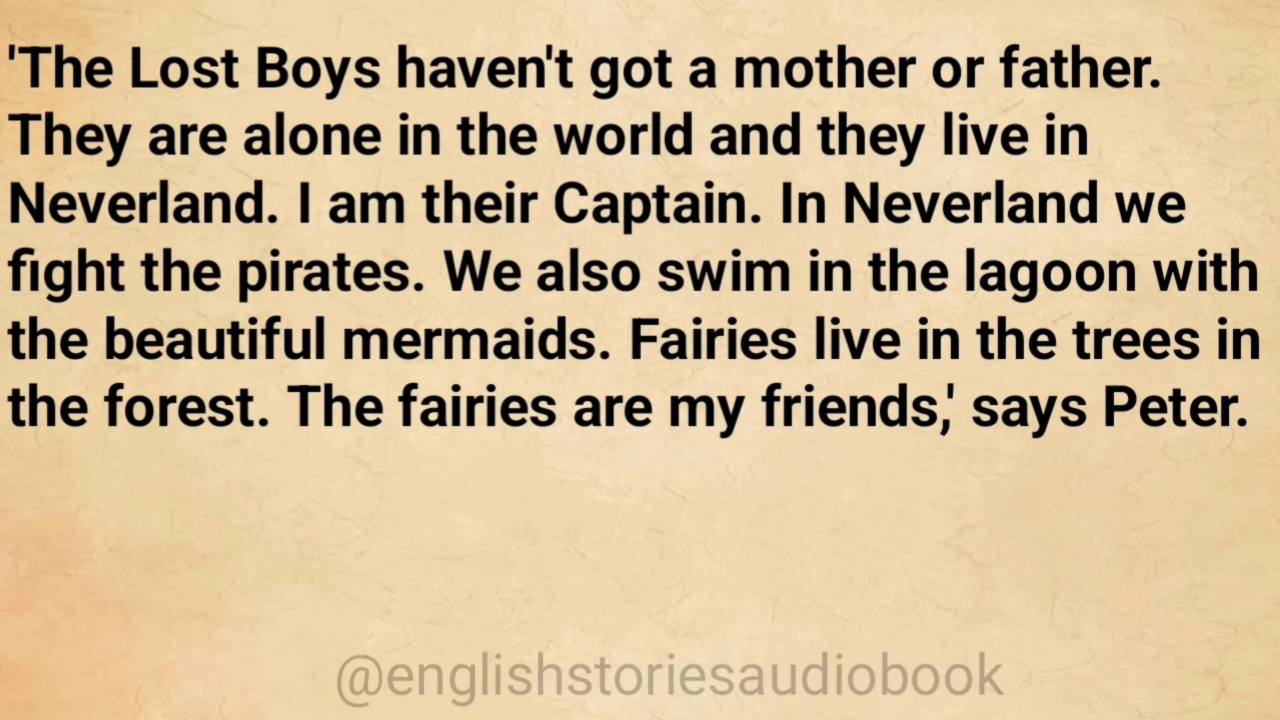 'The Lost Boys haven't got a mother or father.
They are alone in the world and they live in
Neverland. I am their Captain. In Neverland we
fight the pirates. We also swim in the lagoon with
the beautiful mermaids. Fairies live in the trees in
the forest. The fairies are my friends,' says Peter.
@englishstoriesaudiobook